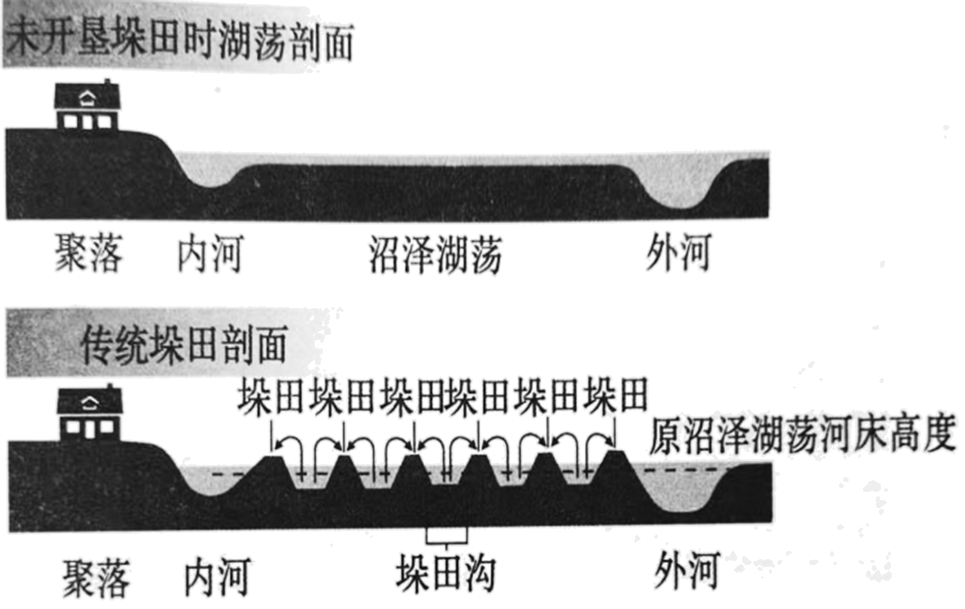 未开垦垛田时湖荡剖面
聚落 内河 沼泽湖荡 外河
传统垛田剖面
垛田 垛田 垛田 垛田 垛田 垛田
原沼泽湖荡河床高度
聚落 内河 垛田沟 外河